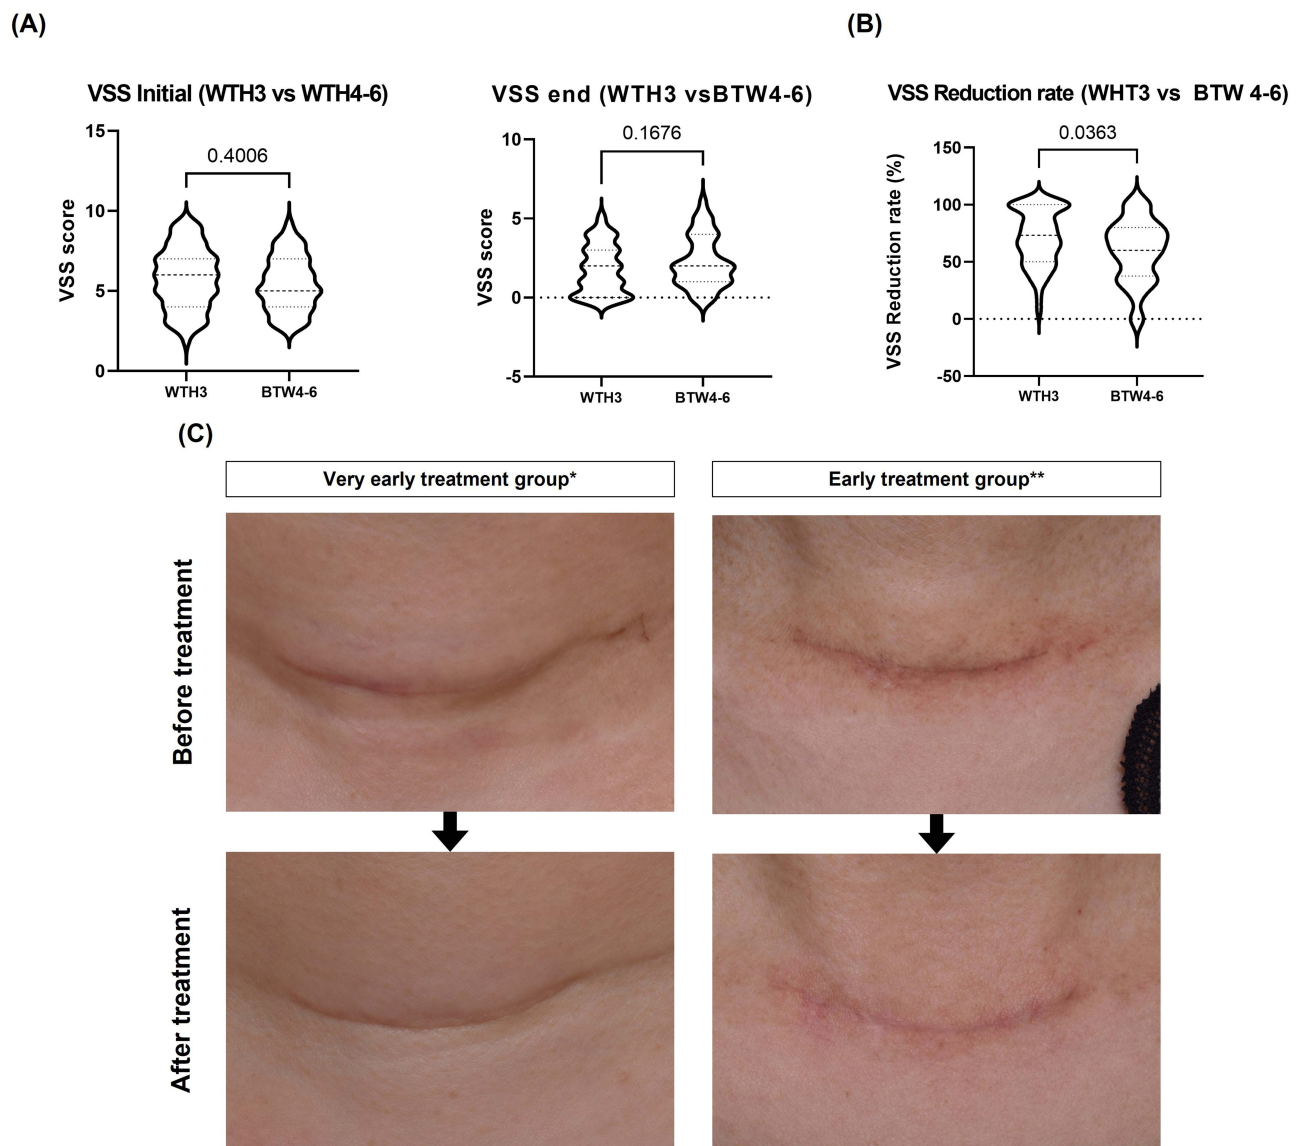 (A)
(B)
VSS Initial (WTH3 vs WTH4-6)
0.4006
VSS score
15
10
5
0
WTH3
BTW4-6
VSS end (WTH3 vsBTW4-6)
0.1676
VSS score
10
5
0
-5
WTH3
BTW4-6
VSS Reduction rate (WHT3 vs BTW 4-6)
0.0363
VSS Reduction rate (%)
150
100
50
0
-50
WTH3
BTW4-6
(C)
Very early treatment group*
Early treatment group**
Before treatment
After treatment